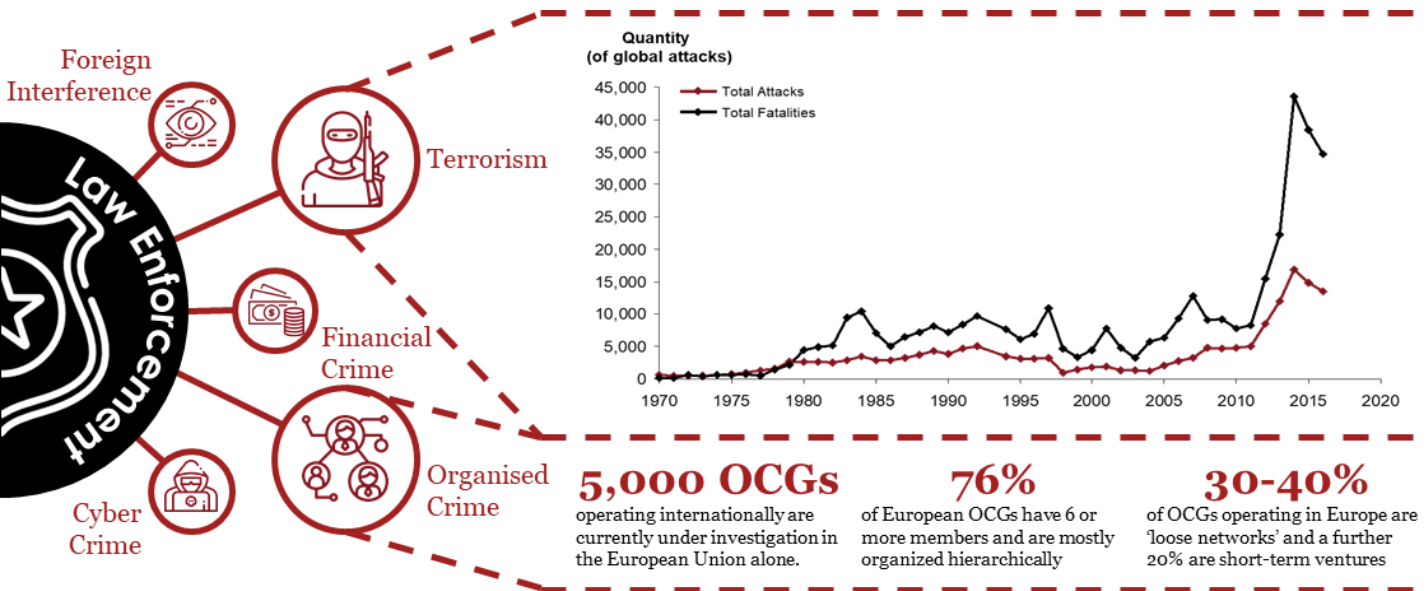 Foreign
Interference
Law Enforcement
Terrorism
Financial
Crime
Organised
Crime
Cyber
Crime
Quantity
(of global attacks)
45,000
40,000
35,000
30,000
25,000
20,000
15,000
10,000
5,000
0
Total Attacks
Total Fatalities
1970 1975 1980 1985 1990 1995 2000 2005 2010 2015 2020
5,000 OCGs
operating internationally are
currently under investigation in
the European Union alone.
76%
of European OCGs have 6 or
more members and are mostly
organized hierarchically
30-40%
of OCGs operating in Europe are
'loose networks' and a further
20% are short-term ventures